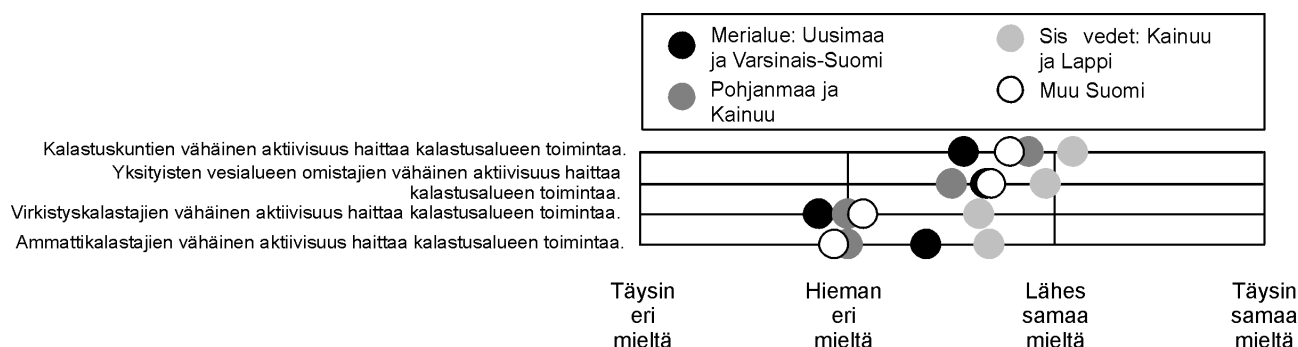 Merialue: Uusimaa
ja Varsinais-Suomi
Pohjanmaa ja
Kainuu
Sis vedet: Kainuu
ja Lappi
Muu Suomi
Kalastuskuntien vähäinen aktiivisuus haittaa kalastusalueen toimintaa.
Yksityisten vesialueen omistajien vähäinen aktiivisuus haittaa
kalastusalueen toimintaa.
Virkistyskalastajien vähäinen aktiivisuus haittaa kalastusalueen toimintaa.
Ammattikalastajien vähäinen aktiivisuus haittaa kalastusalueen toimintaa.
Täysin
eri
mieltä
Hieman
eri
mieltä
Lähes
samaa
mieltä
Täysin
samaa
mieltä